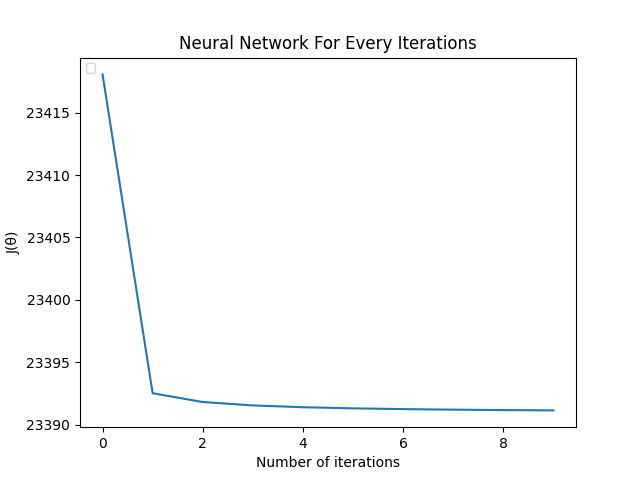 Neural Network For Every Iterations
23415
23410
23405
23400
23395
23390
J(θ)
0 2 4 6 8
Number of iterations